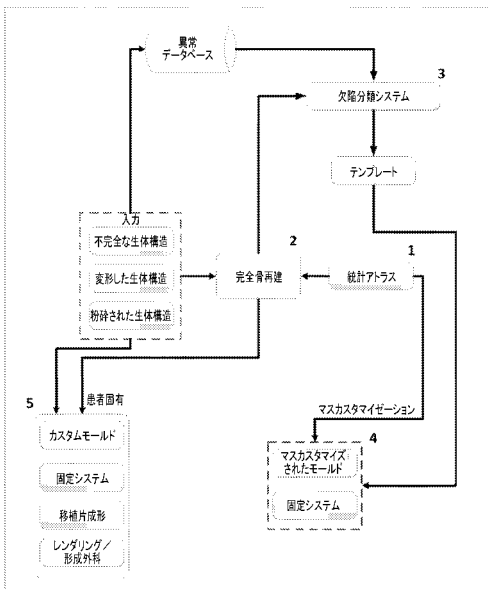 異常
データベース
3
欠陥分類システム
テンプレート
入力
不完全な生体構造
変形した生体構造
粉砕された生体構造
2
完全骨再建
1
統計アトラス
5
患者固有
カスタムモールド
固定システム
移植片成形
レンダリング/
形成外科
マスカスタマイゼーション
4
マスカスタマイズ
されたモールド
固定システム